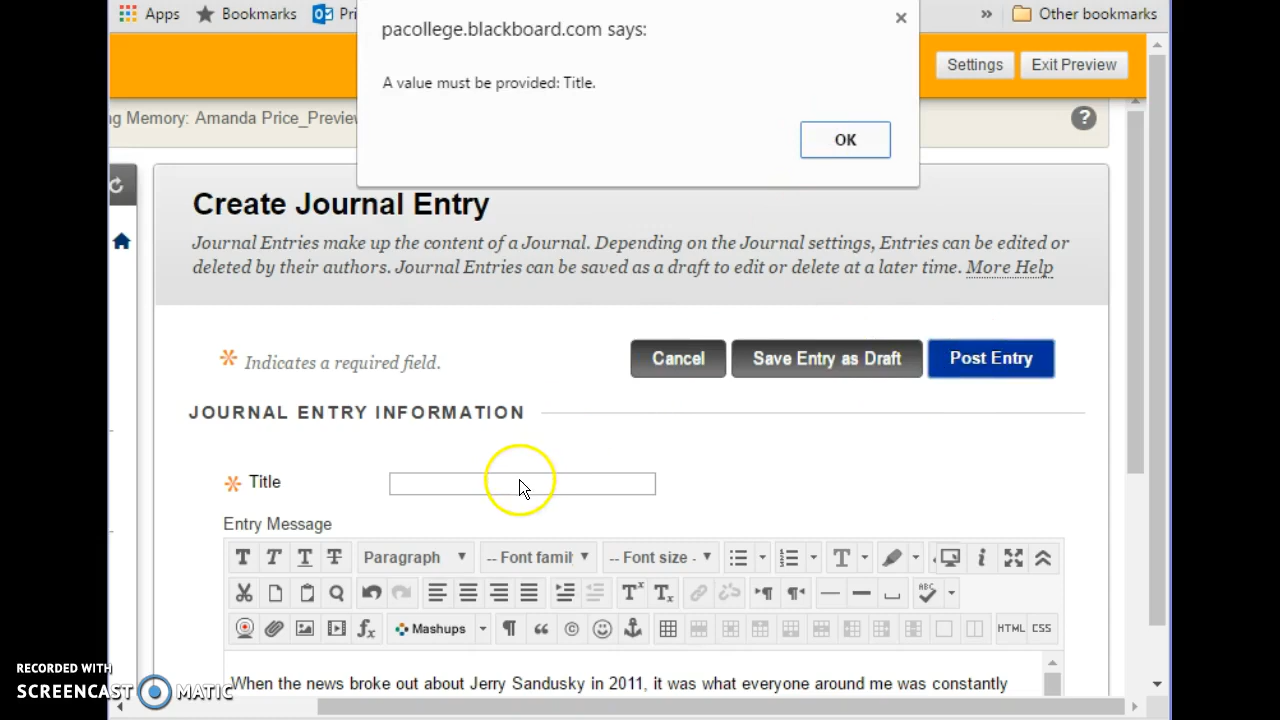 Apps Bookmarks Pri » Other bookmarks
pacollege.blackboard.com says:
A value must be provided: Title.
OK
Settings Exit Preview
ng Memory: Amanda Price_Preview
?
Create Journal Entry
Journal Entries make up the content of a Journal. Depending on the Journal settings, Entries can be edited or
deleted by their authors. Journal Entries can be saved as a draft to edit or delete at a later time. More Help
Indicates a required field.
Cancel Save Entry as Draft Post Entry
JOURNAL ENTRY INFORMATION
Title
Entry Message
T T T T Paragraph -- Font famil -- Font size - T i
Tx Tx ABC
fx Mashups ¶ “ © HTML CSS
When the news broke out about Jerry Sandusky in 2011, it was what everyone around me was constantly
RECORDED WITH
SCREENCAST MATIC